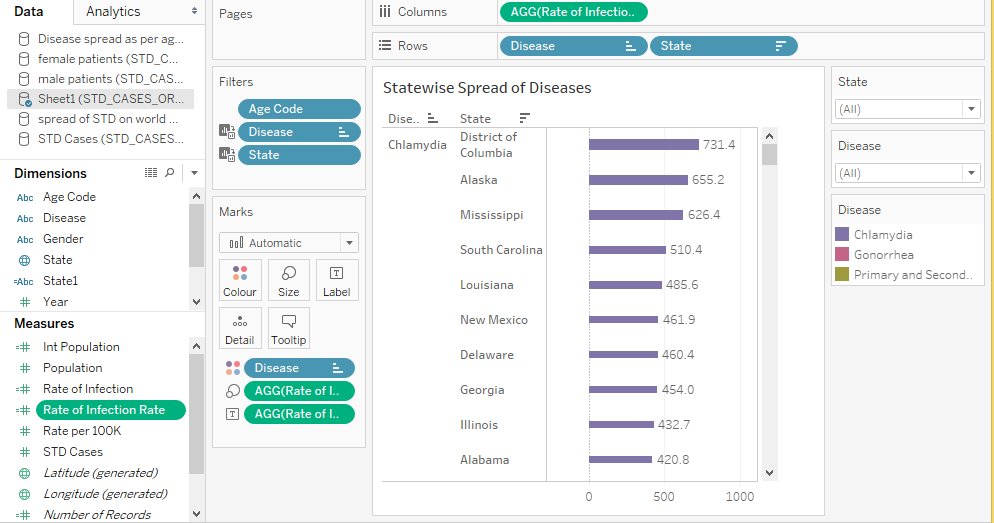 Data
Analytics
Disease spread as per ag...
female patients (STD_C...
male patients (STD_CAS...
Sheet1 (STD_CASES_OR...
spread of STD on world ...
STD Cases (STD_CASES...
Dimensions
Abc Age Code
Abc Disease
Abc Gender
State
=Abc State1
# Year
Measures
=# Int Population
# Population
=# Rate of Infection
=# Rate of Infection Rate
# Rate per 100K
# STD Cases
Latitude (generated)
Longitude (generated)
=# Number of Records
Pages
Filters
Age Code
Disease
State
Marks
Automatic
Colour
Size
T
Label
Detail
Tooltip
Disease
AGG(Rate of I..
T AGG(Rate of I..
Columns
AGG(Rate of Infectio..
Rows
Disease
State
Statewise Spread of Diseases
Dise..
State
Chlamydia
District of
Columbia
731.4
Alaska
655.2
Mississippi
626.4
South Carolina
510.4
Louisiana
485.6
New Mexico
461.9
Delaware
460.4
Georgia
454.0
Illinois
432.7
Alabama
420.8
0
500
1000
State
(All)
Disease
(All)
Disease
Chlamydia
Gonorrhea
Primary and Second..